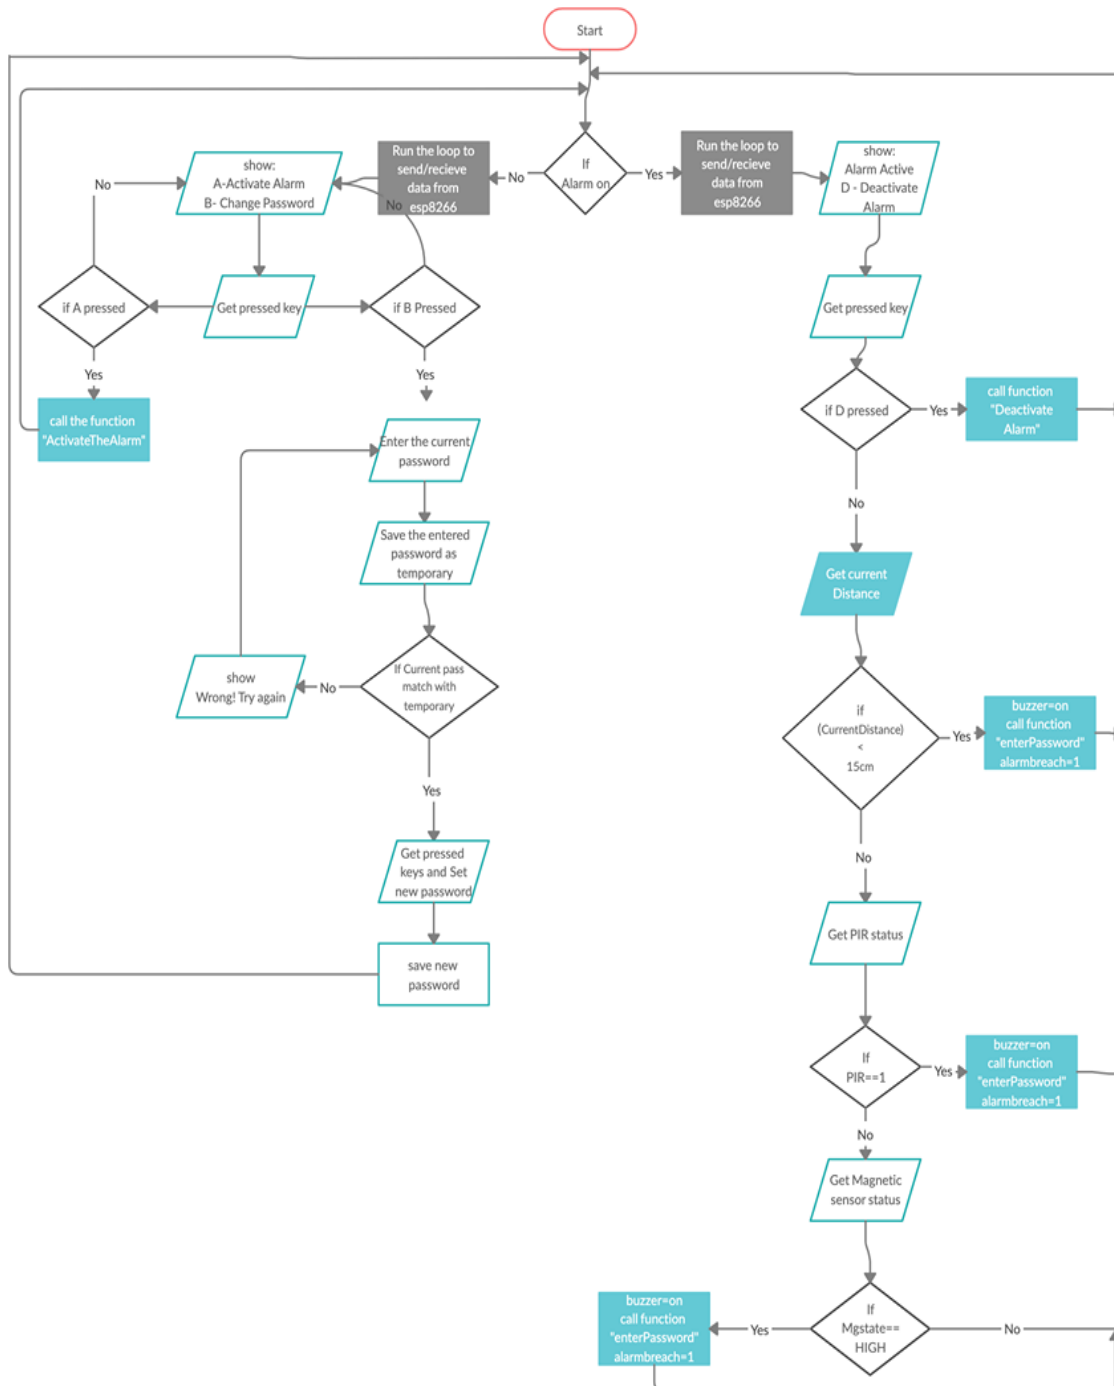 Start
If
Alarm on
No
Yes
Run the loop to
send/recieve
data from
esp8266
Run the loop to
send/recieve
data from
esp8266
show:
A-Activate Alarm
B- Change Password
show:
Alarm Active
D - Deactivate
Alarm
No
No
if A pressed
Get pressed key
if B Pressed
Get pressed key
Yes
Yes
call the function
"ActivateTheAlarm"
if D pressed
Yes
call function
"Deactivate
Alarm"
Enter the current
password
No
Save the entered
password as
temporary
Get current
Distance
If Current pass
match with
temporary
No
show
Wrong! Try again
if
(CurrentDistance)
<
15cm
Yes
buzzer=on
call function
"enterPassword"
alarmbreach=1
Yes
No
Get pressed
keys and Set
new password
Get PIR status
save new
password
If
PIR==1
Yes
buzzer=on
call function
"enterPassword"
alarmbreach=1
No
Get Magnetic
sensor status
If
Mgstate==
HIGH
Yes
No
buzzer=on
call function
"enterPassword"
alarmbreach=1